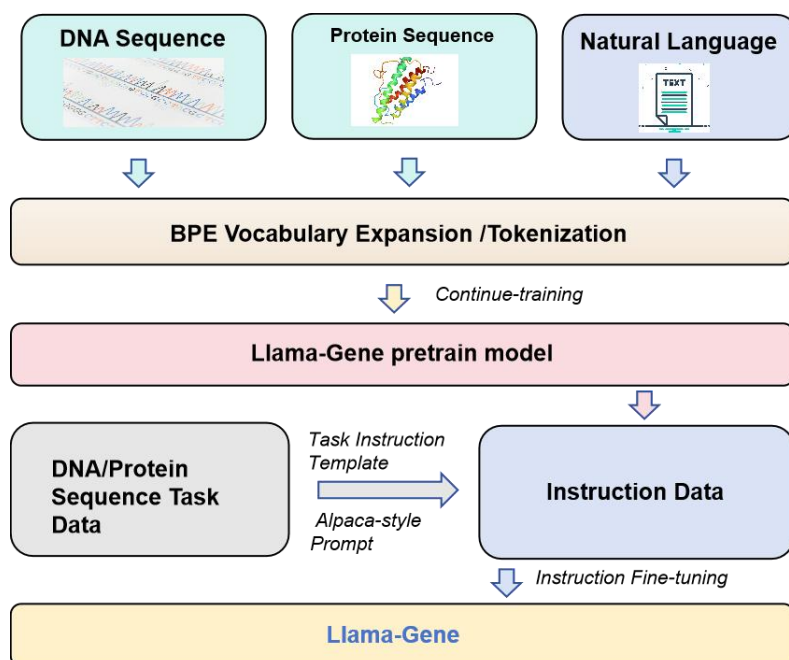 DNA Sequence
Protein Sequence
Natural Language
TEXT
BPE Vocabulary Expansion /Tokenization
Continue-training
Llama-Gene pretrain model
DNA/Protein
Sequence Task
Data
Task Instruction
Template
Alpaca-style
Prompt
Instruction Data
Instruction Fine-tuning
Llama-Gene